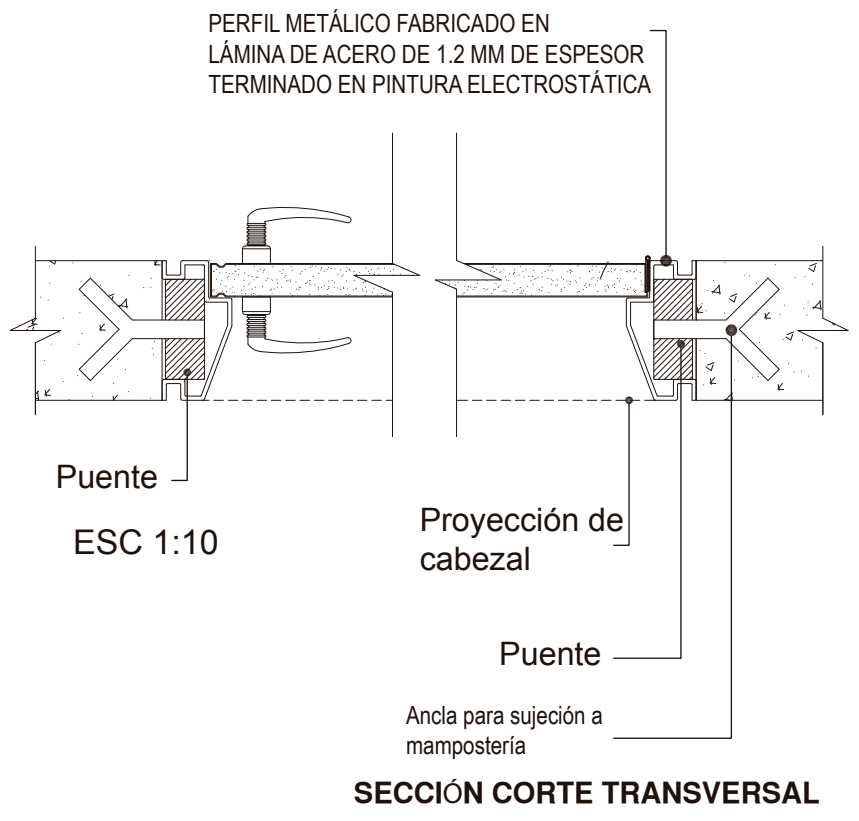 PERFIL METÁLICO FABRICADO EN
LÁMINA DE ACERO DE 1.2 MM DE ESPESOR
TERMINADO EN PINTURA ELECTROSTÁTICA
Puente
ESC 1:10
Proyección de
cabezal
Puente
Ancla para sujeción a
mampostería
SECCIÓN CORTE TRANSVERSAL